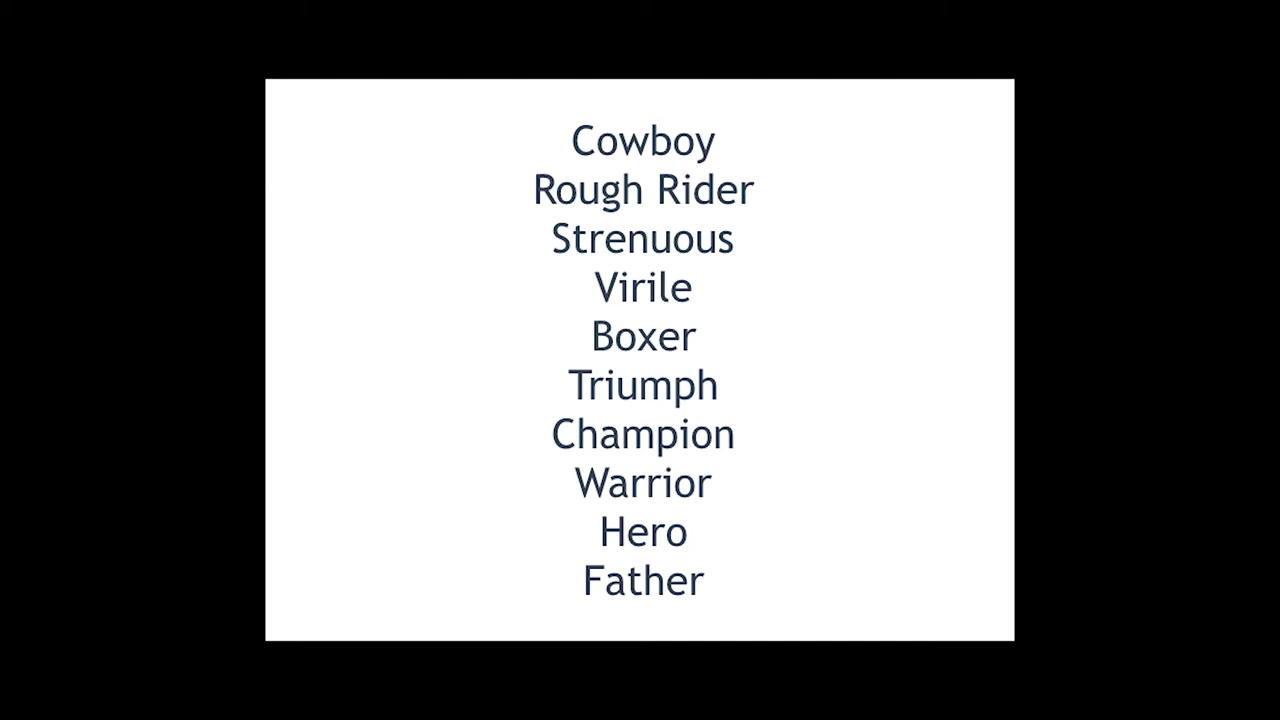 Cowboy
Rough Rider
Strenuous
Virile
Boxer
Triumph
Champion
Warrior
Hero
Father